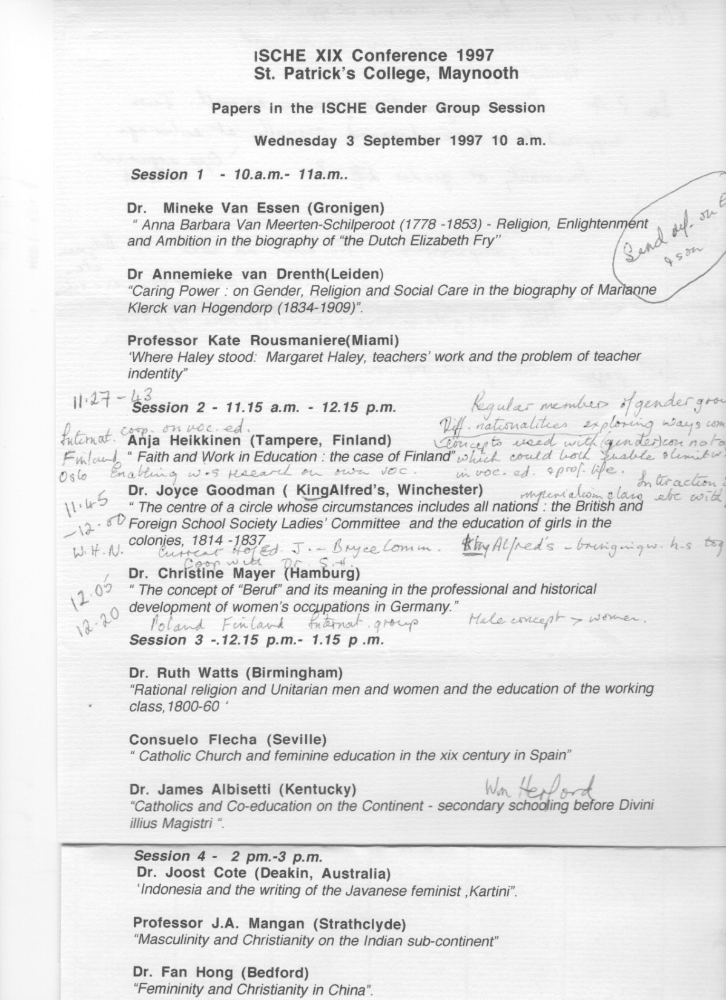 ISCHE XIX Conference 1997
St. Patrick's College, Maynooth
Papers in the ISCHE Gender Group Session
Wednesday 3 September 1997 10 a.m.
Session 1 - 10.a.m.- 11a.m..
Dr. Mineke Van Essen (Gronigen)
“ Anna Barbara Van Meerten-Schilperoot (1778 -1853) - Religion, Enlightenment
and Ambition in the biography of “the Dutch Elizabeth Fry”
Send on
& son
Dr Annemieke van Drenth(Leiden)
“Caring Power : on Gender, Religion and Social Care in the biography of Marianne
Klerck van Hogendorp (1834-1909)”.
Professor Kate Rousmaniere(Miami)
‘Where Haley stood: Margaret Haley, teachers’ work and the problem of teacher
indentity”
11.27 - 43
Session 2 - 11.15 a.m. - 12.15 p.m.
Regular members of gender grou
Internat. coop. on voc. ed.
Diff. nationalities exploring ways
Anja Heikkinen (Tampere, Finland)
concepts used with (gender) connota
Finland “ Faith and Work in Education : the case of Finland”
which could both enable & limit w
Oslo Enabling w.s research on own voc.
in voc. ed. & prof. life.
Dr. Joyce Goodman ( KingAlfred’s, Winchester)
Interaction
imperialism class etc with
11.45
“ The centre of a circle whose circumstances includes all nations : the British and
-12.00 Foreign School Society Ladies’ Committee and the education of girls in the
colonies, 1814 -1837
W.H.N. Current Bryce Comm. King Alfred's - bringing w. h-s tog
Coop with Dr. S.H.
Dr. Christine Mayer (Hamburg)
12.05
“ The concept of “Beruf” and its meaning in the professional and historical
development of women’s occupations in Germany.”
12-20 Poland Finland Internat. group Male concept > women.
Session 3 -.12.15 p.m.- 1.15 p .m.
Dr. Ruth Watts (Birmingham)
“Rational religion and Unitarian men and women and the education of the working
class,1800-60 ‘
Consuelo Flecha (Seville)
“ Catholic Church and feminine education in the xix century in Spain”
Dr. James Albisetti (Kentucky)
Wm Herford
“Catholics and Co-education on the Continent - secondary schooling before Divini
illius Magistri “.
Session 4 - 2 pm.-3 p.m.
Dr. Joost Cote (Deakin, Australia)
‘Indonesia and the writing of the Javanese feminist ,Kartini”.
Professor J.A. Mangan (Strathclyde)
“Masculinity and Christianity on the Indian sub-continent”
Dr. Fan Hong (Bedford)
“Femininity and Christianity in China”.